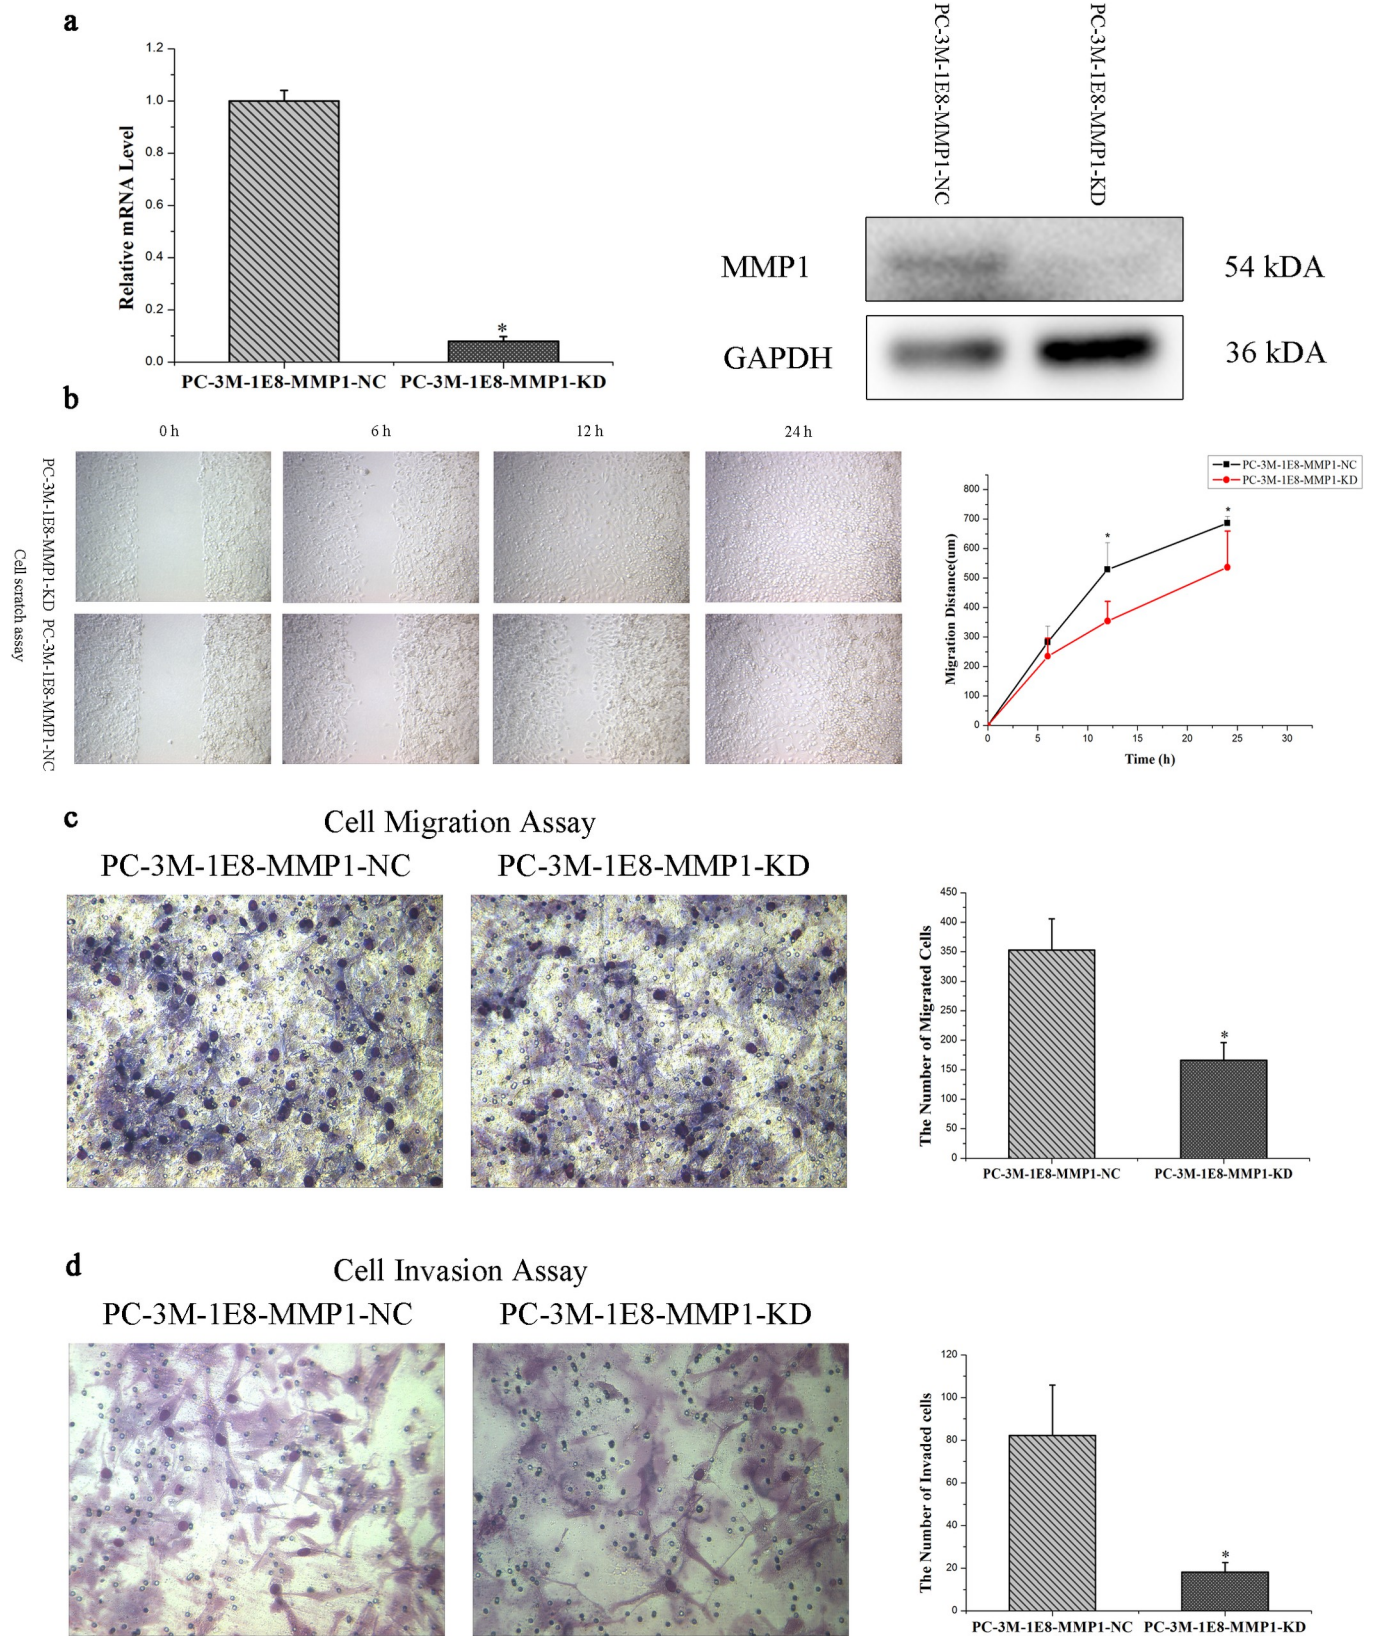 a
1.2
1.0
0.8
0.6
0.4
0.2
0.0
Relative mRNA Level
*
PC-3M-1E8-MMP1-NC PC-3M-1E8-MMP1-KD
PC-3M-1E8-MMP1-NC
PC-3M-1E8-MMP1-KD
MMP1
54 kDA
GAPDH
36 kDA
b
0 h 6 h 12 h 24 h
Cell scratch assay
PC-3M-1E8-MMP1-KD PC-3M-1E8-MMP1-NC
PC-3M-1E8-MMP1-NC
PC-3M-1E8-MMP1-KD
800
700
600
500
400
300
200
100
0
Migration Distance(um)
* *
0 5 10 15 20 25 30
Time (h)
c
Cell Migration Assay
PC-3M-1E8-MMP1-NC PC-3M-1E8-MMP1-KD
450
400
350
300
250
200
150
100
50
0
The Number of Migrated Cells
*
PC-3M-1E8-MMP1-NC PC-3M-1E8-MMP1-KD
d
Cell Invasion Assay
PC-3M-1E8-MMP1-NC PC-3M-1E8-MMP1-KD
120
100
80
60
40
20
0
The Number of Invaded cells
*
PC-3M-1E8-MMP1-NC PC-3M-1E8-MMP1-KD